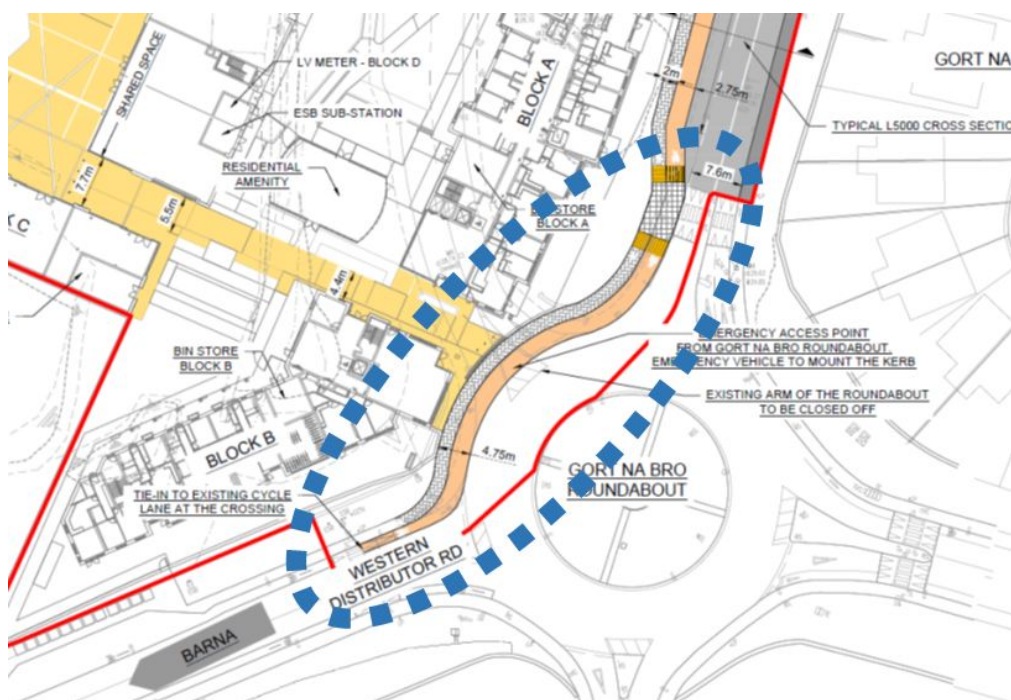 SHARED SPACE
LV METER - BLOCK D
ESB SUB-STATION
RESIDENTIAL
AMENITY
BLOCK A
STORE
BLOCK A
2m
2.75m
GORT NA
TYPICAL L5000 CROSS SECTIO
7.6m
7.7m
5.5m
4.4m
K C
BIN STORE
BLOCK B
BLOCK B
4.75m
ERGENCY ACCESS POINT
FROM GORT NA BRO ROUNDABOUT,
EMERGENCY VEHICLE TO MOUNT THE KERB
EXISTING ARM OF THE ROUNDABOUT
TO BE CLOSED OFF
GORT NA BRO
ROUNDABOUT
TIE-IN TO EXISTING CYCLE
LANE AT THE CROSSING
WESTERN
DISTRIBUTOR RD
BARNA